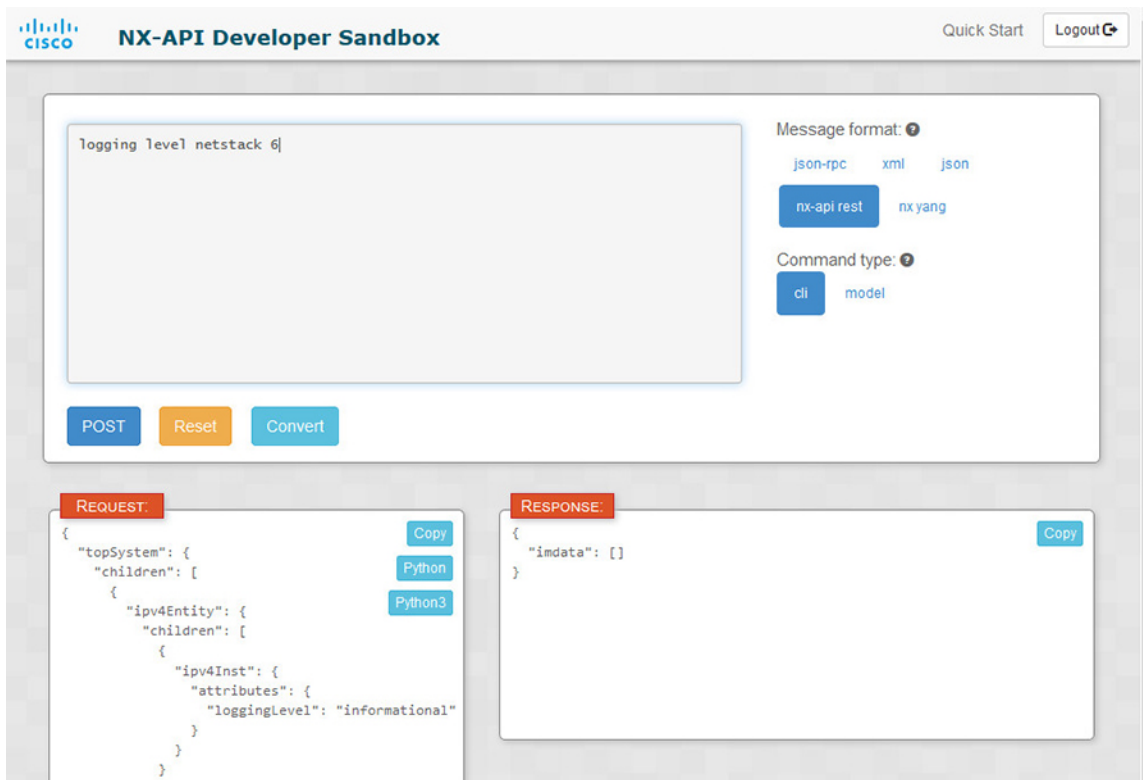 CISCO
NX-API Developer Sandbox
Quick Start
Logout
logging level netstack 6
Message format:
json-rpc xml json
nx-api rest nx yang
Command type:
cli model
POST Reset Convert
REQUEST:
Copy
Python
Python3
{
  "topSystem": {
    "children": [
      {
        "ipv4Entity": {
          "children": [
            {
              "ipv4Inst": {
                "attributes": {
                  "loggingLevel": "informational"
                }
              }
            }
RESPONSE:
Copy
{
  "imdata": []
}